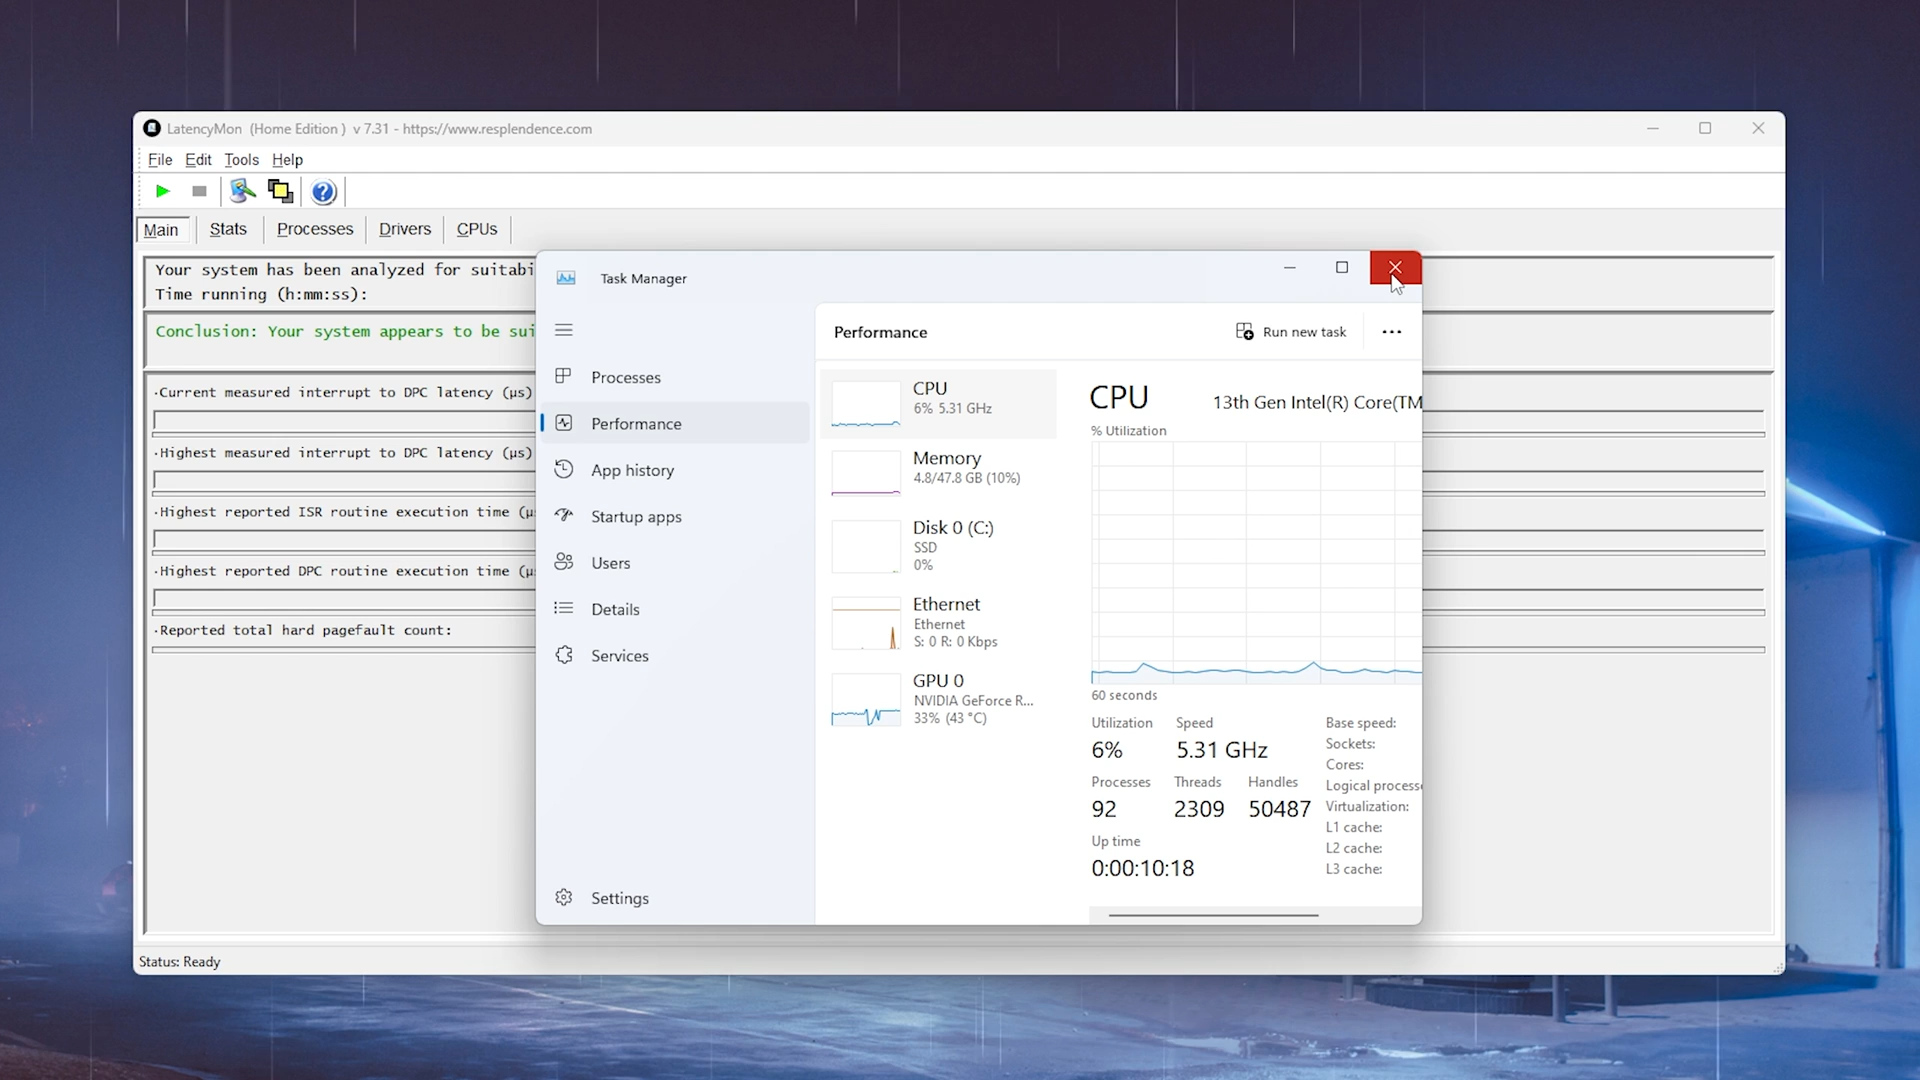 LatencyMon (Home Edition ) v 7.31 - https://www.resplendence.com
File Edit Tools Help
Main Stats Processes Drivers CPUs
Your system has been analyzed for suitabi
Time running (h:mm:ss):
Conclusion: Your system appears to be sui
·Current measured interrupt to DPC latency (µs)
·Highest measured interrupt to DPC latency (µs)
·Highest reported ISR routine execution time (µ
·Highest reported DPC routine execution time (µ
·Reported total hard pagefault count:
Status: Ready
Task Manager
Processes
Performance
App history
Startup apps
Users
Details
Services
Settings
Performance
Run new task
CPU
6% 5.31 GHz
Memory
4.8/47.8 GB (10%)
Disk 0 (C:)
SSD
0%
Ethernet
Ethernet
S: 0 R: 0 Kbps
GPU 0
NVIDIA GeForce R...
33% (43 °C)
CPU 13th Gen Intel(R) Core(TM
% Utilization
60 seconds
Utilization Speed
6% 5.31 GHz
Processes Threads Handles
92 2309 50487
Up time
0:00:10:18
Base speed:
Sockets:
Cores:
Logical process
Virtualization:
L1 cache:
L2 cache:
L3 cache: